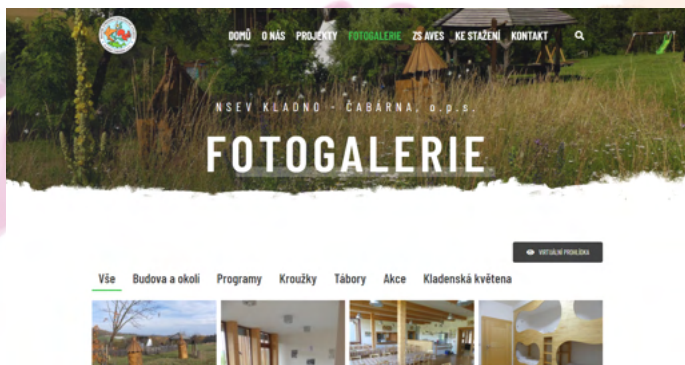 DOMŮ O NÁS PROJEKTY FOTOGALERIE ZŠ AVES KE STAŽENÍ KONTAKT
NSEV KLADNO - ČABÁRNA, o.p.s.
FOTOGALERIE
VIRTUÁLNÍ PROHLÍDKA
Vše Budova a okolí Programy Kroužky Tábory Akce Kladenská květena